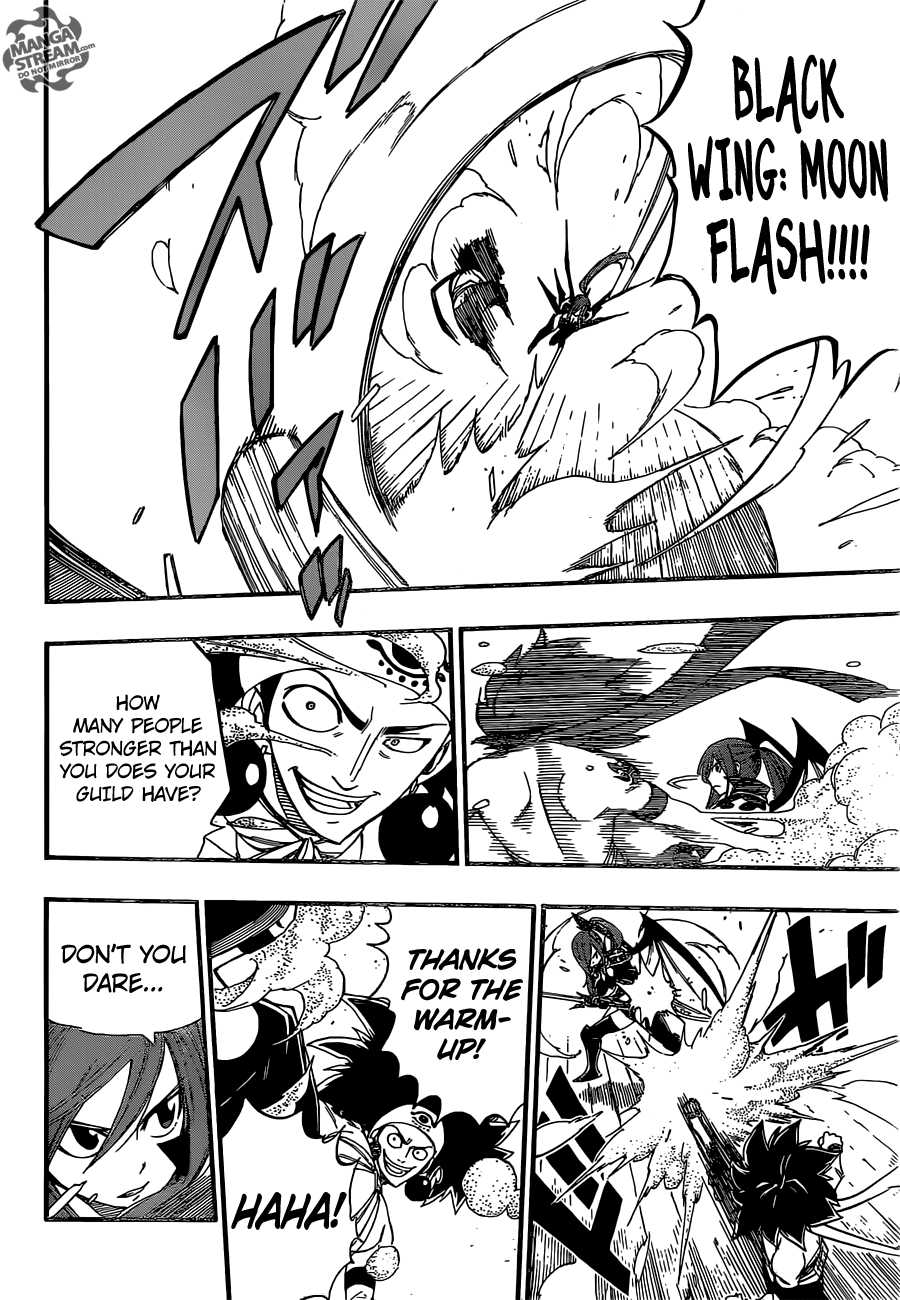 MANGA
STREAM.com
DO NOT MIRROR
BLACK
WING: MOON
FLASH!!!!
HOW
MANY PEOPLE
STRONGER THAN
YOU DOES YOUR
GUILD HAVE?
THANKS
FOR THE
WARM-
UP!
HAHA!
DON'T YOU
DARE...